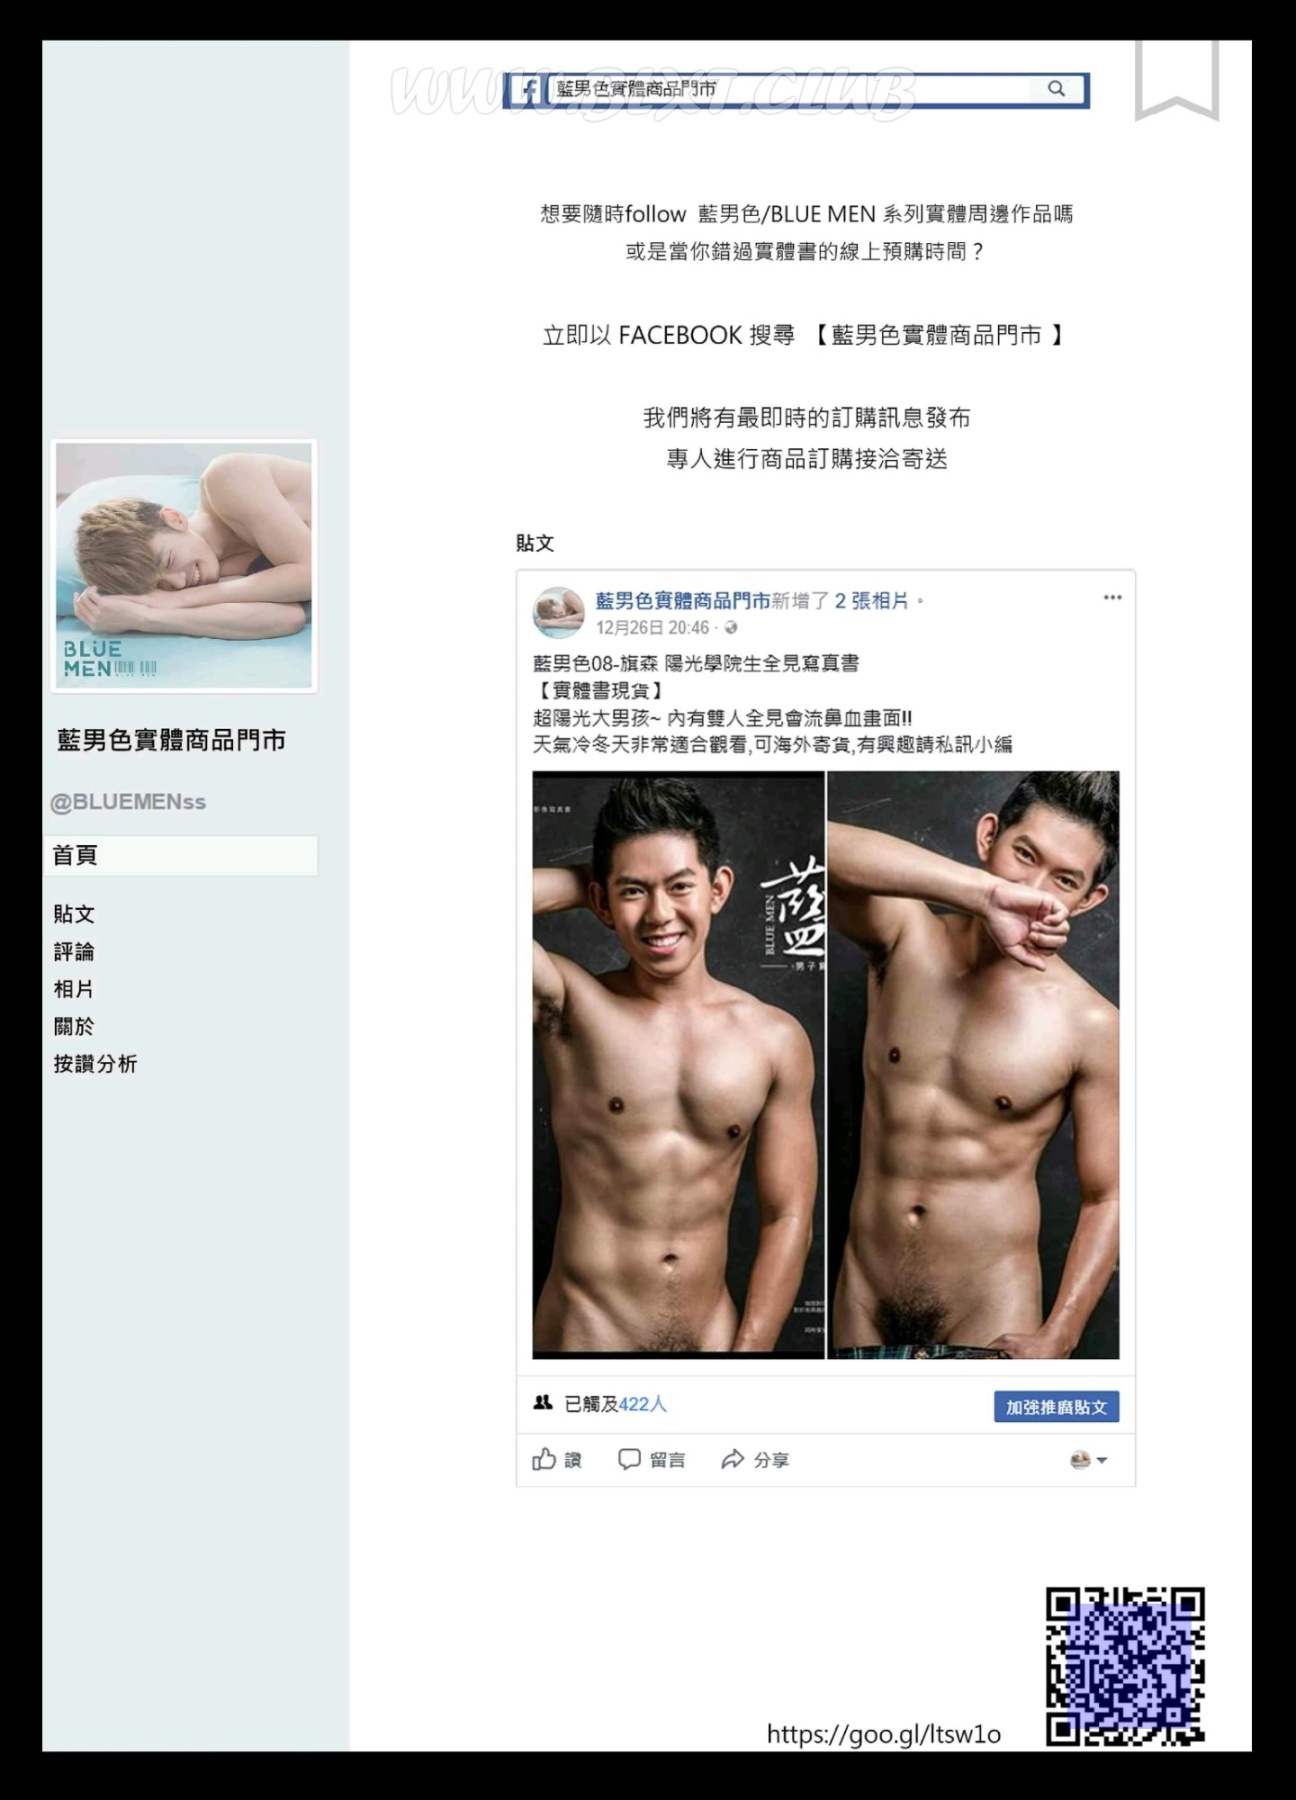 WWW.BLXT.CLUB
藍男色實體商品門市
想要隨時follow 藍男色/BLUE MEN 系列實體周邊作品嗎
或是當你錯過實體書的線上預購時間？
立即以 FACEBOOK 搜尋 【藍男色實體商品門市 】
我們將有最即時的訂購訊息發布
專人進行商品訂購接洽寄送
BLUE
MEN
藍男色實體商品門市
@BLUEMENss
首頁
貼文
評論
相片
關於
按讚分析
貼文
藍男色實體商品門市新增了 2 張相片。
12月26日 20:46 ·
藍男色08-旗森 陽光學院生全見寫真書
【實體書現貨】
超陽光大男孩~ 內有雙人全見會流鼻血畫面!!
天氣冷冬天非常適合觀看,可海外寄貨,有興趣請私訊小編
影像寫真書
藍
BLUE MEN
男子寫
已觸及422人
加強推廣貼文
讚
留言
分享
https://goo.gl/ltsw1o